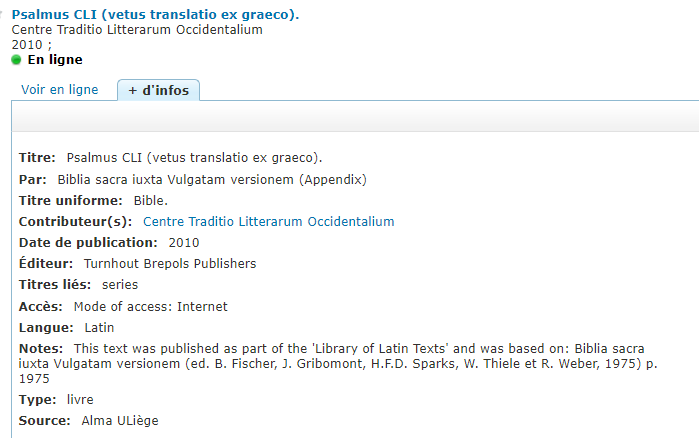 Psalmus CLI (vetus translatio ex graeco).
Centre Traditio Litterarum Occidentalium
2010 ;
En ligne
Voir en ligne
+ d'infos
Titre: Psalmus CLI (vetus translatio ex graeco).
Par: Biblia sacra iuxta Vulgatam versionem (Appendix)
Titre uniforme: Bible.
Contributeur(s): Centre Traditio Litterarum Occidentalium
Date de publication: 2010
Éditeur: Turnhout Brepols Publishers
Titres liés: series
Accès: Mode of access: Internet
Langue: Latin
Notes: This text was published as part of the 'Library of Latin Texts' and was based on: Biblia sacra
iuxta Vulgatam versionem (ed. B. Fischer, J. Gribomont, H.F.D. Sparks, W. Thiele et R. Weber, 1975) p.
1975
Type: livre
Source: Alma ULiège